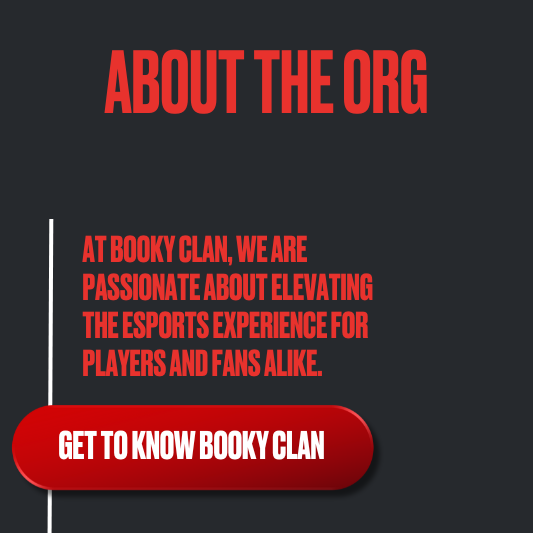 ABOUT THE ORG
AT BOOKY CLAN, WE ARE
PASSIONATE ABOUT ELEVATING
THE ESPORTS EXPERIENCE FOR
PLAYERS AND FANS ALIKE.
GET TO KNOW BOOKY CLAN